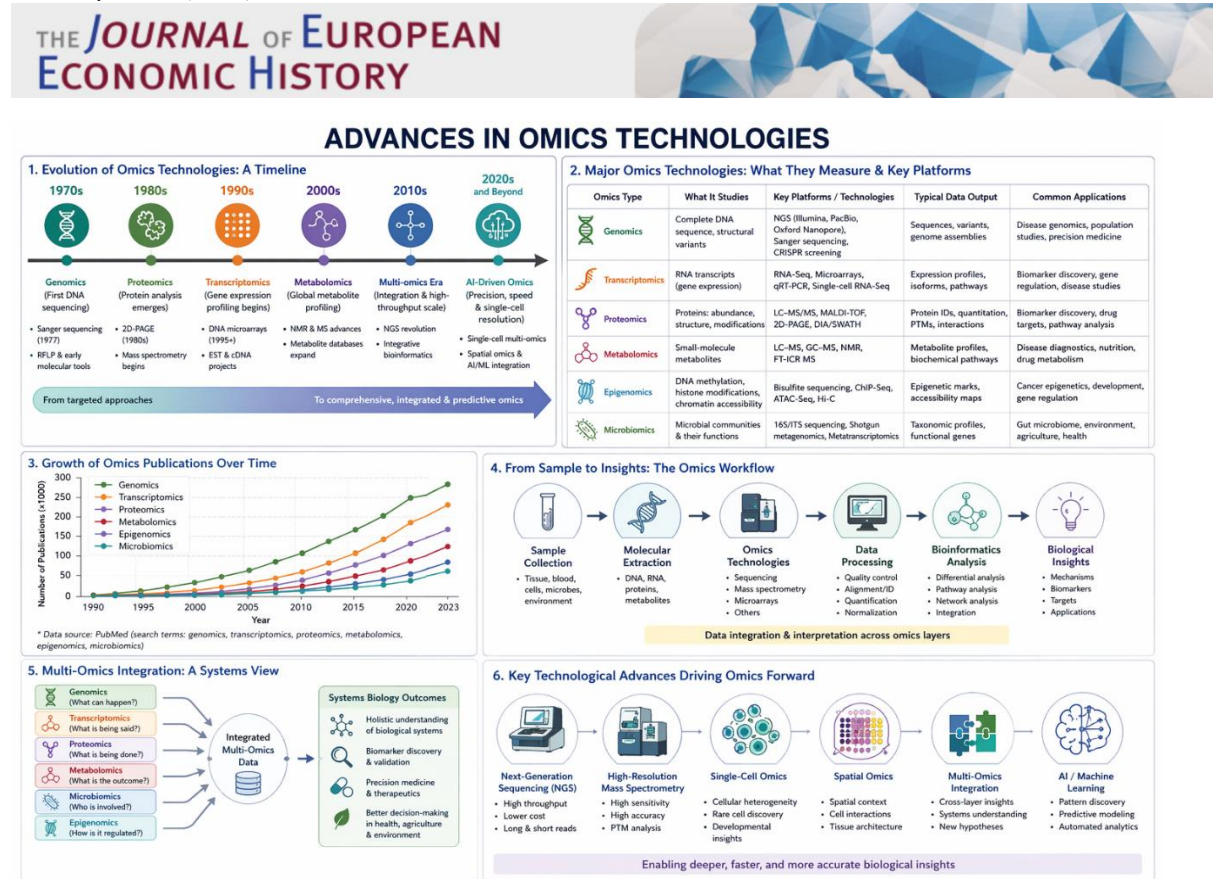 THE JOURNAL OF EUROPEAN
ECONOMIC HISTORY
ADVANCES IN OMICS TECHNOLOGIES
1. Evolution of Omics Technologies: A Timeline
1970s
1980s
1990s
2000s
2010s
2020s
and Beyond
Genomics
(First DNA
sequencing)
• Sanger sequencing
(1977)
• RFLP & early
molecular tools
Proteomics
(Protein analysis
emerges)
• 2D-PAGE
(1980s)
• Mass spectrometry
begins
Transcriptomics
(Gene expression
profiling begins)
• DNA microarrays
(1995+)
• EST & cDNA
projects
Metabolomics
(Global metabolite
profiling)
• NMR & MS advances
• Metabolite databases
expand
Multi-omics Era
(Integration & high-
throughput scale)
• NGS revolution
• Integrative
bioinformatics
AI-Driven Omics
(Precision, speed
& single-cell
resolution)
• Single-cell multi-omics
• Spatial omics &
AI/ML integration
From targeted approaches
To comprehensive, integrated & predictive omics
2. Major Omics Technologies: What They Measure & Key Platforms
Omics Type
What It Studies
Key Platforms / Technologies
Typical Data Output
Common Applications
Genomics
Complete DNA
sequence, structural
variants
NGS (Illumina, PacBio,
Oxford Nanopore),
Sanger sequencing,
CRISPR screening
Sequences, variants,
genome assemblies
Disease genomics, population
studies, precision medicine
Transcriptomics
RNA transcripts
(gene expression)
RNA-Seq, Microarrays,
qRT-PCR, Single-cell RNA-Seq
Expression profiles,
isoforms, pathways
Biomarker discovery, gene
regulation, disease studies
Proteomics
Proteins: abundance,
structure, modifications
LC–MS/MS, MALDI-TOF,
2D-PAGE, DIA/SWATH
Protein IDs, quantitation,
PTMs, interactions
Biomarker discovery, drug
targets, pathway analysis
Metabolomics
Small-molecule
metabolites
LC–MS, GC–MS, NMR,
FT-ICR MS
Metabolite profiles,
biochemical pathways
Disease diagnostics, nutrition,
drug metabolism
Epigenomics
DNA methylation,
histone modifications,
chromatin accessibility
Bisulfite sequencing, ChIP-Seq,
ATAC-Seq, Hi-C
Epigenetic marks,
accessibility maps
Cancer epigenetics, development,
gene regulation
Microbiomics
Microbial communities
& their functions
16S/ITS sequencing, Shotgun
metagenomics, Metatranscriptomics
Taxonomic profiles,
functional genes
Gut microbiome, environment,
agriculture, health
3. Growth of Omics Publications Over Time
Number of Publications (×1000)
300
250
200
150
100
50
0
Genomics
Transcriptomics
Proteomics
Metabolomics
Epigenomics
Microbiomics
1990
1995
2000
2005
2010
2015
2020
2023
Year
* Data source: PubMed (search terms: genomics, transcriptomics, proteomics, metabolomics,
epigenomics, microbiomics)
4. From Sample to Insights: The Omics Workflow
Sample
Collection
• Tissue, blood,
cells, microbes,
environment
Molecular
Extraction
• DNA, RNA,
proteins,
metabolites
Omics
Technologies
• Sequencing
• Mass spectrometry
• Microarrays
• Others
Data
Processing
• Quality control
• Alignment/ID
• Quantification
• Normalization
Bioinformatics
Analysis
• Differential analysis
• Pathway analysis
• Network analysis
• Integration
Biological
Insights
• Mechanisms
• Biomarkers
• Targets
• Applications
Data integration & interpretation across omics layers
5. Multi-Omics Integration: A Systems View
Genomics
(What can happen?)
Transcriptomics
(What is being said?)
Proteomics
(What is being done?)
Metabolomics
(What is the outcome?)
Microbiomics
(Who is involved?)
Epigenomics
(How is it regulated?)
Integrated
Multi-Omics
Data
Systems Biology Outcomes
Holistic understanding
of biological systems
Biomarker discovery
& validation
Precision medicine
& therapeutics
Better decision-making
in health, agriculture
& environment
6. Key Technological Advances Driving Omics Forward
Next-Generation
Sequencing (NGS)
• High throughput
• Lower cost
• Long & short reads
High-Resolution
Mass Spectrometry
• High sensitivity
• High accuracy
• PTM analysis
Single-Cell Omics
• Cellular heterogeneity
• Rare cell discovery
• Developmental
insights
Spatial Omics
• Spatial context
• Cell interactions
• Tissue architecture
Multi-Omics
Integration
• Cross-layer insights
• Systems understanding
• New hypotheses
AI / Machine
Learning
• Pattern discovery
• Predictive modeling
• Automated analytics
Enabling deeper, faster, and more accurate biological insights